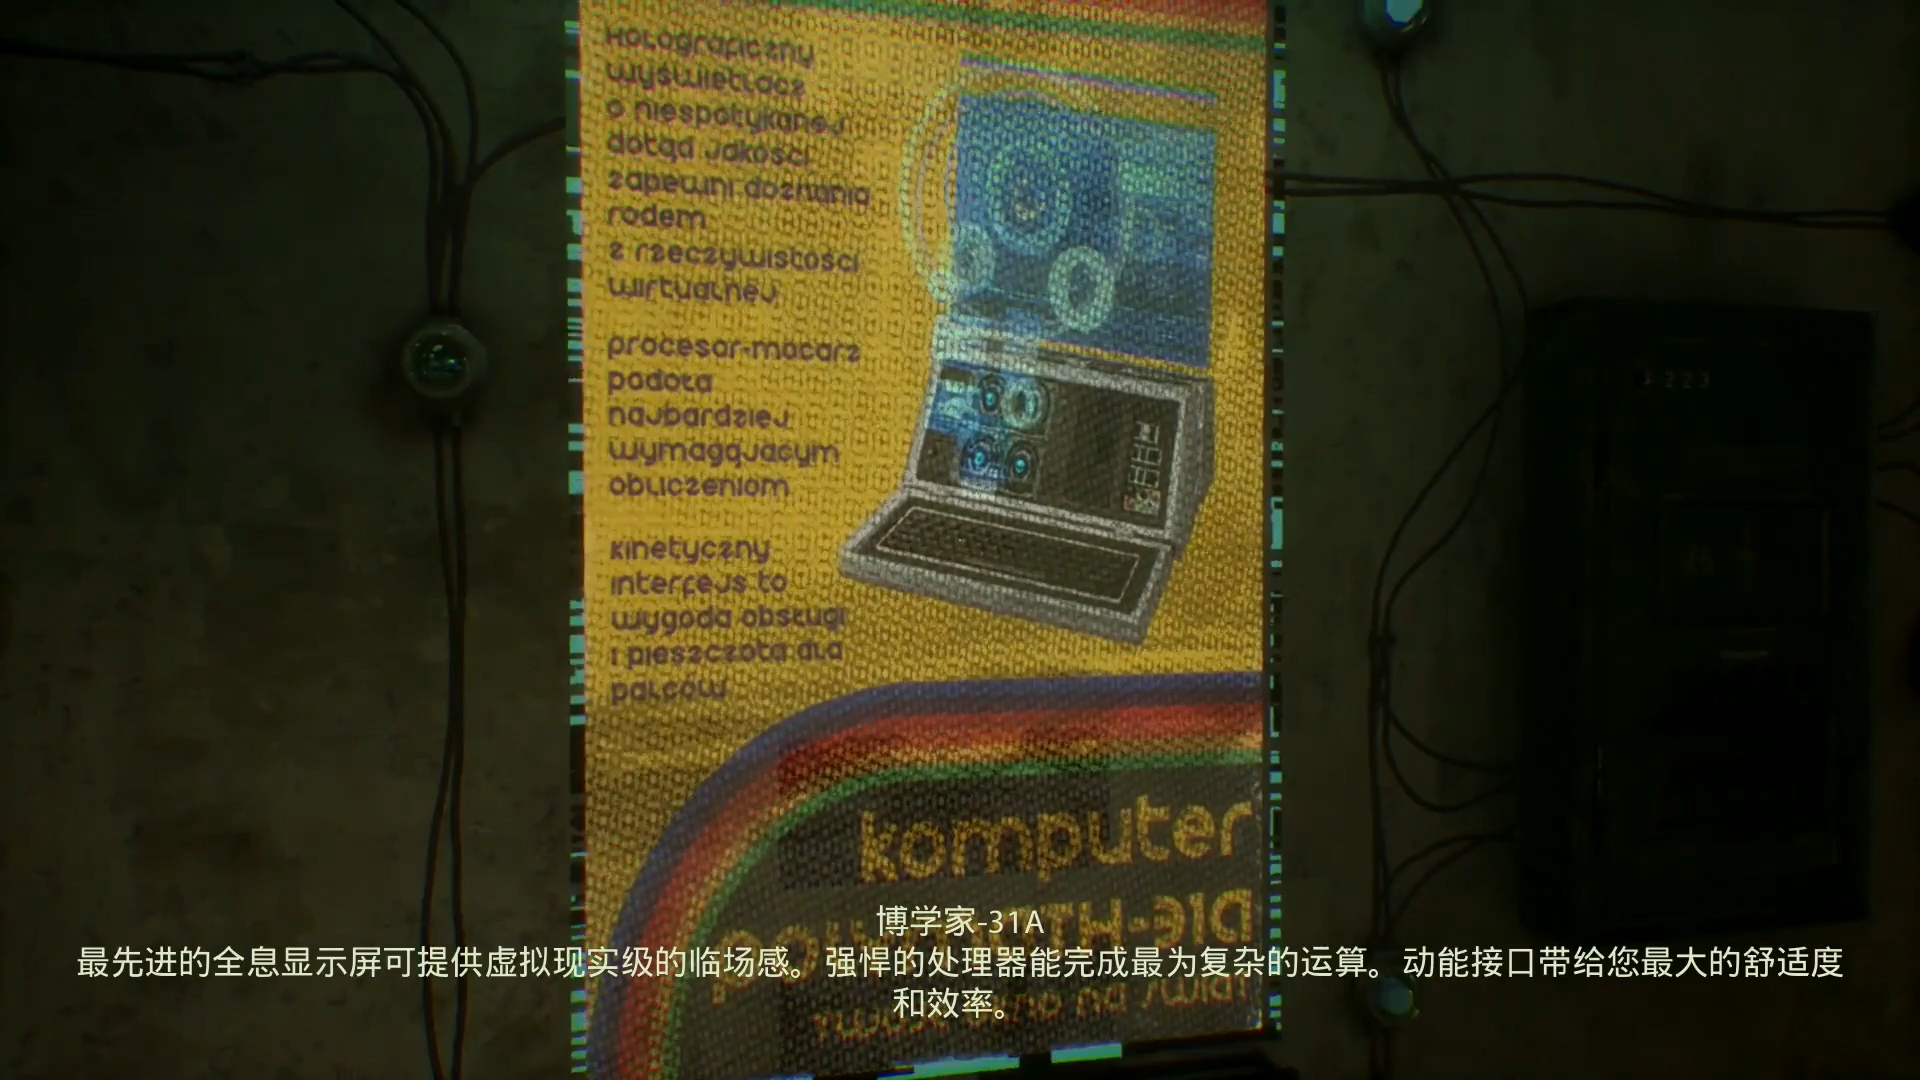 Holograficzny
wyświetlacz
o niespotykanej
dotąd jakości
zapewni doznania
rodem
z rzeczywistości
wirtualnej
procesor-mocarz
podoła
najbardziej
wymagającym
obliczeniom
kinetyczny
interfejs to
wygoda obsługi
i pieszczota dla
palców
223
komputer
博学家-31A
最先进的全息显示屏可提供虚拟现实级的临场感。强悍的处理器能完成最为复杂的运算。动能接口带给您最大的舒适度
和效率。
okno na świat